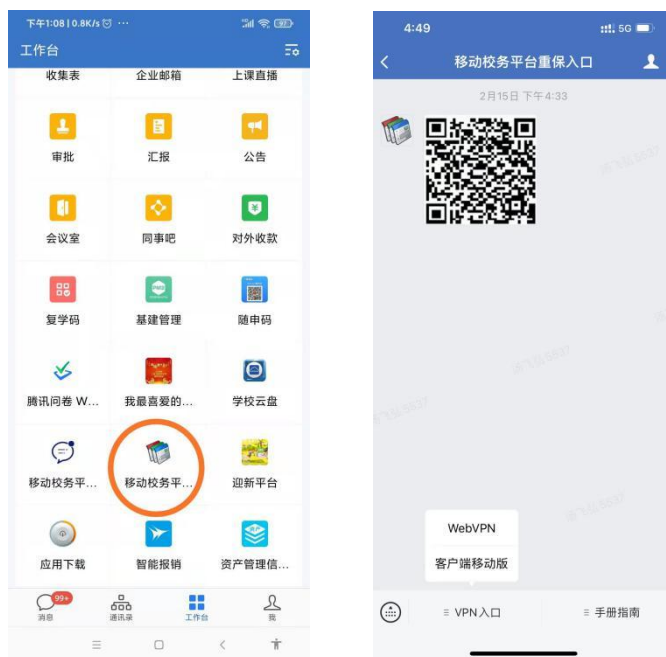 下午1:08 | 0.8K/s
工作台
收集表
企业邮箱
上课直播
审批
汇报
公告
会议室
同事吧
对外收款
复学码
基建管理
随申码
腾讯问卷 W...
我最喜爱的...
学校云盘
移动校务平...
移动校务平...
迎新平台
应用下载
智能报销
资产管理信...
99+
消息
通讯录
工作台
我
4:49
5G
移动校务平台重保入口
2月15日 下午4:33
WebVPN
客户端移动版
VPN入口
手册指南